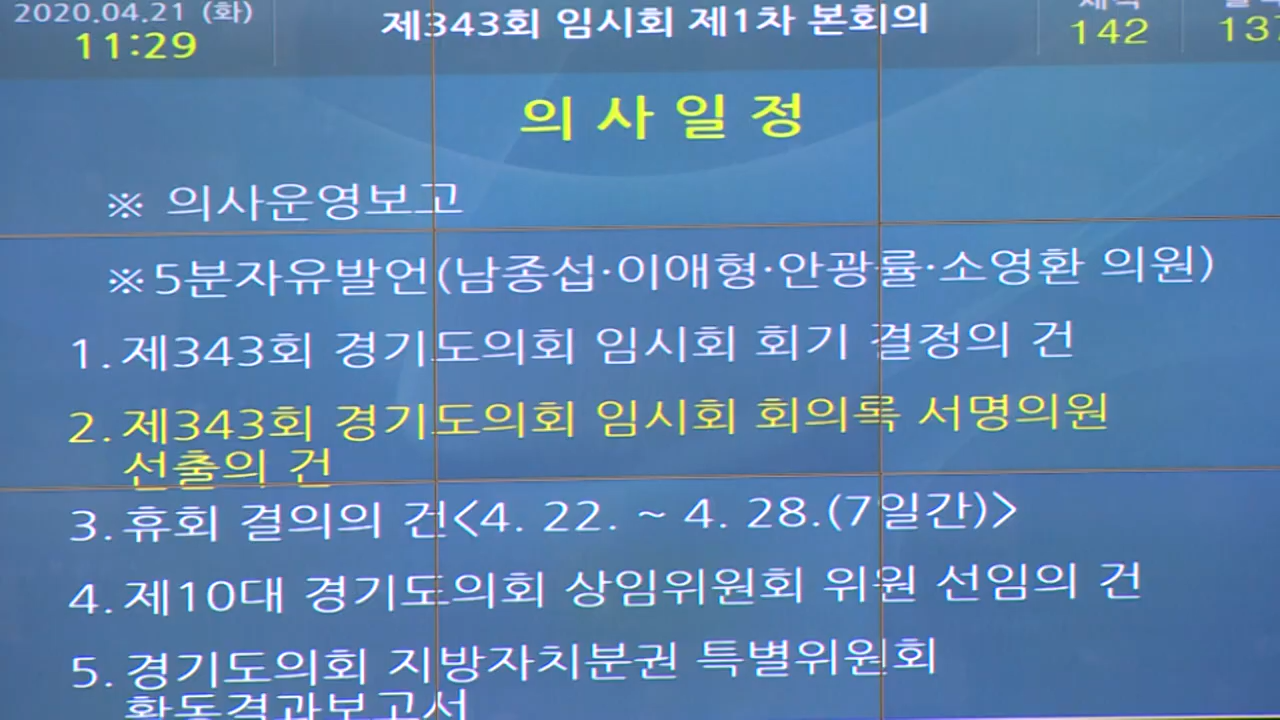 2020.04.21 (화)
11:29
제343회 임시회 제1차 본회의
142
의사일정
※ 의사운영보고
※5분자유발언(남종섭·이애형·안광률·소영환 의원)
1.제343회 경기도의회 임시회 회기 결정의 건
2.제343회 경기도의회 임시회 회의록 서명의원
선출의 건
3.휴회 결의의 건<4. 22. ~ 4. 28.(7일간)>
4.제10대 경기도의회 상임위원회 위원 선임의 건
5.경기도의회 지방자치분권 특별위원회
활동결과보고서